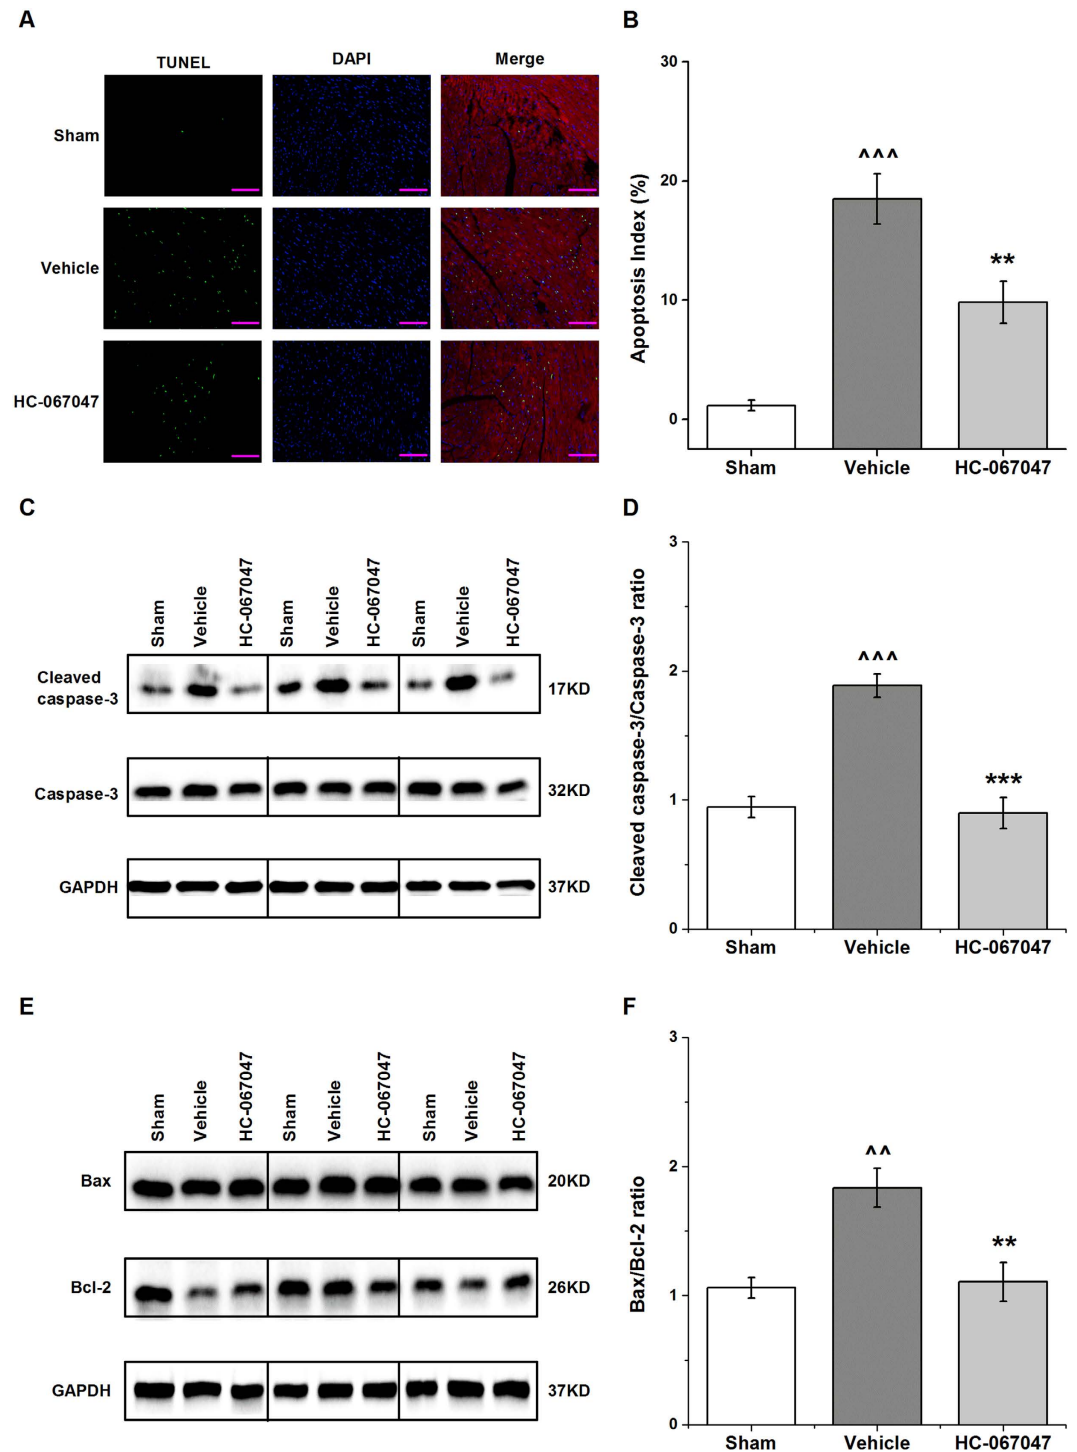 A
TUNEL DAPI Merge
Sham
Vehicle
HC-067047
B
Apoptosis Index (%)
30
20
10
0
^^^
**
Sham Vehicle HC-067047
C
Sham Vehicle HC-067047 Sham Vehicle HC-067047 Sham Vehicle HC-067047
Cleaved
caspase-3
17KD
Caspase-3 32KD
GAPDH 37KD
D
Cleaved caspase-3/Caspase-3 ratio
3
2
1
0
^^^
***
Sham Vehicle HC-067047
E
Sham Vehicle HC-067047 Sham Vehicle HC-067047 Sham Vehicle HC-067047
Bax 20KD
Bcl-2 26KD
GAPDH 37KD
F
Bax/Bcl-2 ratio
3
2
1
0
^^
**
Sham Vehicle HC-067047